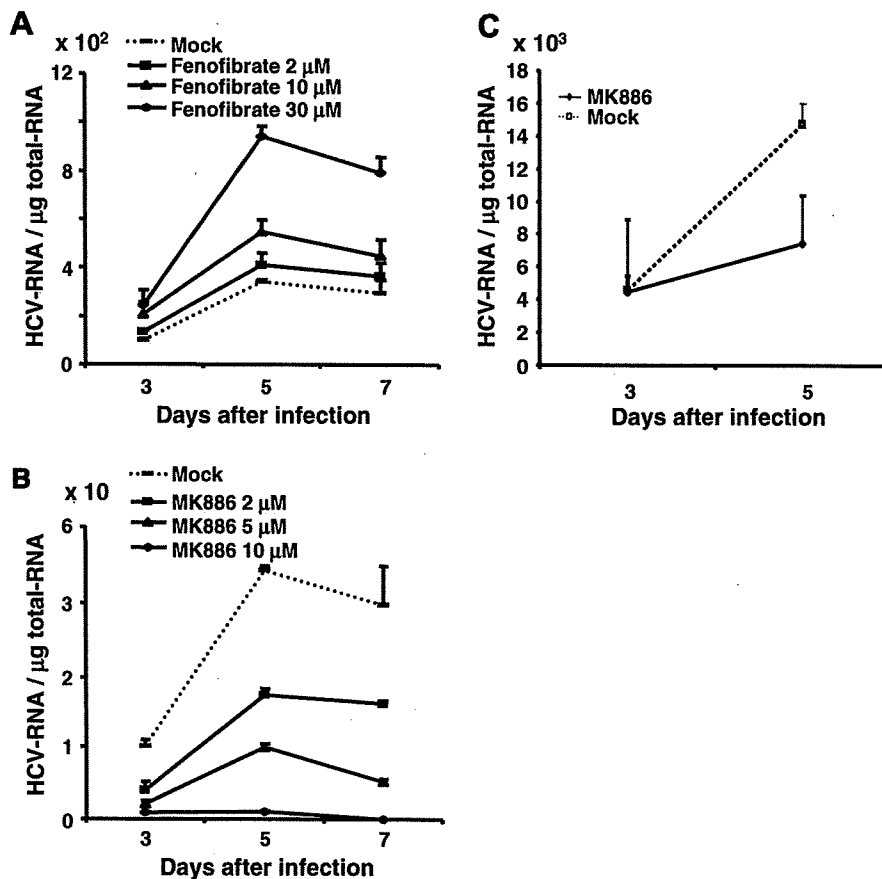 A
x 10²
Mock
Fenofibrate 2 µM
Fenofibrate 10 µM
Fenofibrate 30 µM
12
8
4
0
HCV-RNA / µg total-RNA
3 5 7
Days after infection
C
x 10³
MK886
Mock
18
16
14
12
10
8
6
4
2
0
HCV-RNA / µg total-RNA
3 5
Days after infection
B
x 10
Mock
MK886 2 µM
MK886 5 µM
MK886 10 µM
6
3
2
1
0
HCV-RNA / µg total-RNA
3 5 7
Days after infection